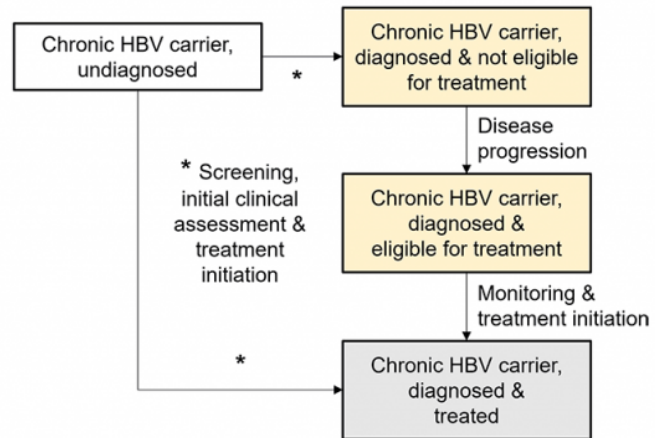 Chronic HBV carrier,
undiagnosed
*
Chronic HBV carrier,
diagnosed & not eligible
for treatment
Disease
progression
* Screening,
initial clinical
assessment &
treatment
initiation
Chronic HBV carrier,
diagnosed &
eligible for treatment
Monitoring &
treatment initiation
*
Chronic HBV carrier,
diagnosed &
treated